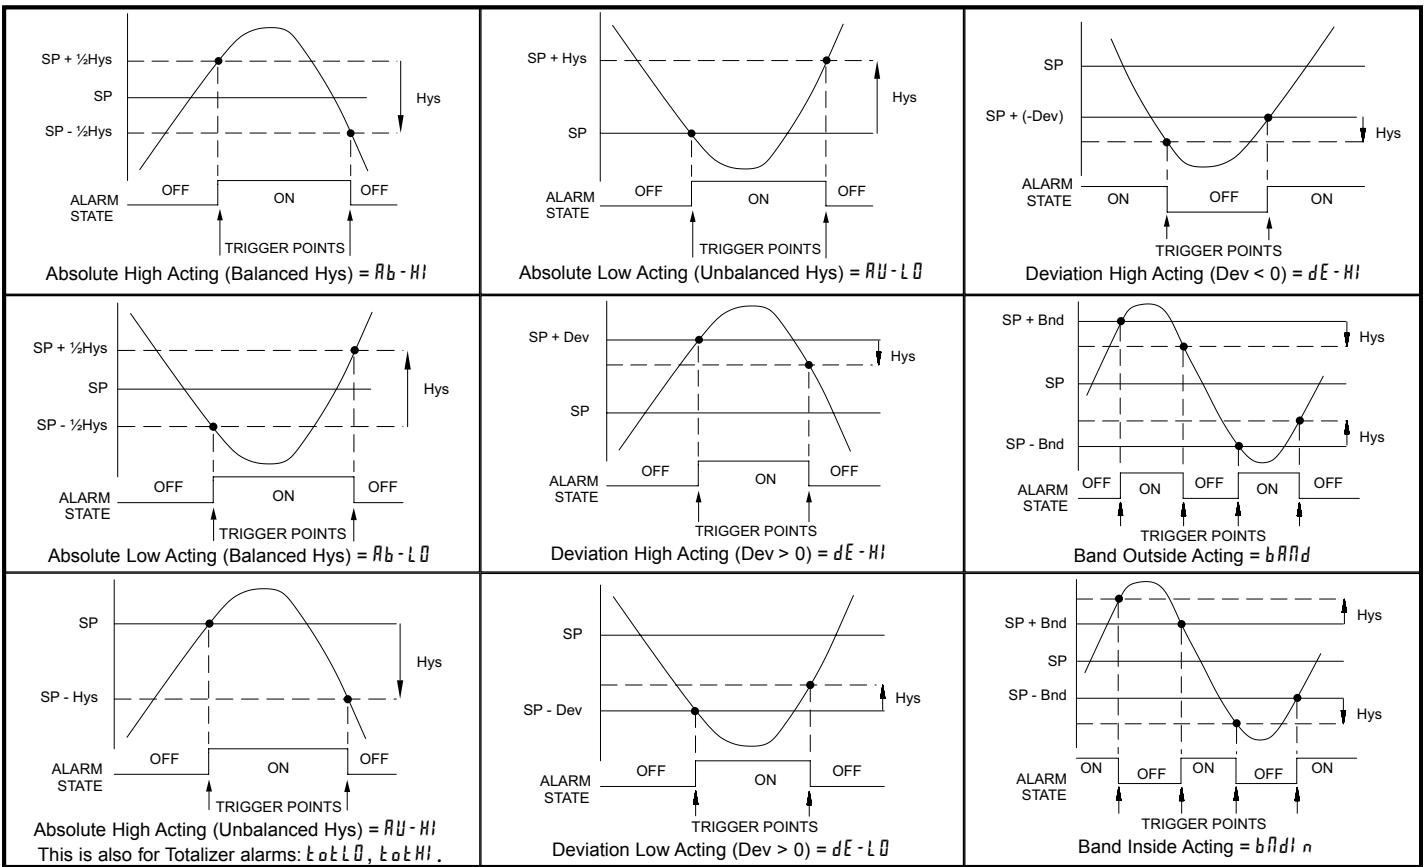 SP + ½Hys
SP
SP - ½Hys
Hys
OFF
ON
OFF
ALARM
STATE
TRIGGER POINTS
Absolute High Acting (Balanced Hys) = Ab-HI
SP + Hys
SP
Hys
OFF
ON
OFF
ALARM
STATE
TRIGGER POINTS
Absolute Low Acting (Unbalanced Hys) = AU-LO
SP
SP + (-Dev)
Hys
ALARM
STATE
ON
OFF
ON
TRIGGER POINTS
Deviation High Acting (Dev < 0) = dE-HI
SP + ½Hys
SP
SP - ½Hys
Hys
OFF
ON
OFF
ALARM
STATE
TRIGGER POINTS
Absolute Low Acting (Balanced Hys) = Ab-LO
SP + Dev
Hys
SP
OFF
ON
OFF
ALARM
STATE
TRIGGER POINTS
Deviation High Acting (Dev > 0) = dE-HI
SP + Bnd
Hys
SP
SP - Bnd
Hys
ALARM
STATE
OFF
ON
OFF
ON
OFF
TRIGGER POINTS
Band Outside Acting = bANd
SP
SP - Hys
Hys
OFF
ON
OFF
ALARM
STATE
TRIGGER POINTS
Absolute High Acting (Unbalanced Hys) = AU-HI
This is also for Totalizer alarms: totLO, totHI.
SP
SP - Dev
Hys
OFF
ON
OFF
ALARM
STATE
TRIGGER POINTS
Deviation Low Acting (Dev > 0) = dE-LO
Hys
SP + Bnd
SP
SP - Bnd
Hys
ALARM
STATE
ON
OFF
ON
OFF
ON
TRIGGER POINTS
Band Inside Acting = bNdIn